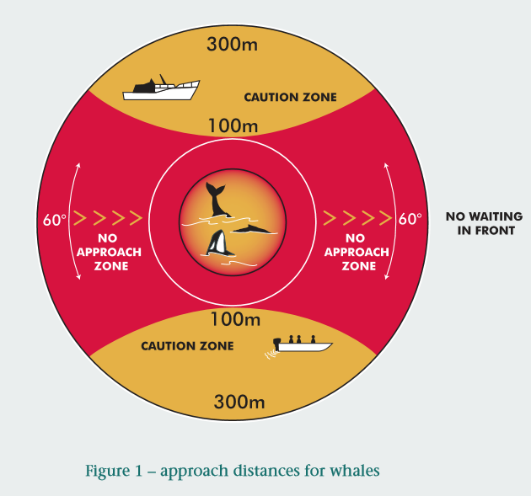 300m
CAUTION ZONE
100m
60°
NO
APPROACH
ZONE
60°
NO
APPROACH
ZONE
NO WAITING
IN FRONT
100m
CAUTION ZONE
300m
Figure 1 – approach distances for whales